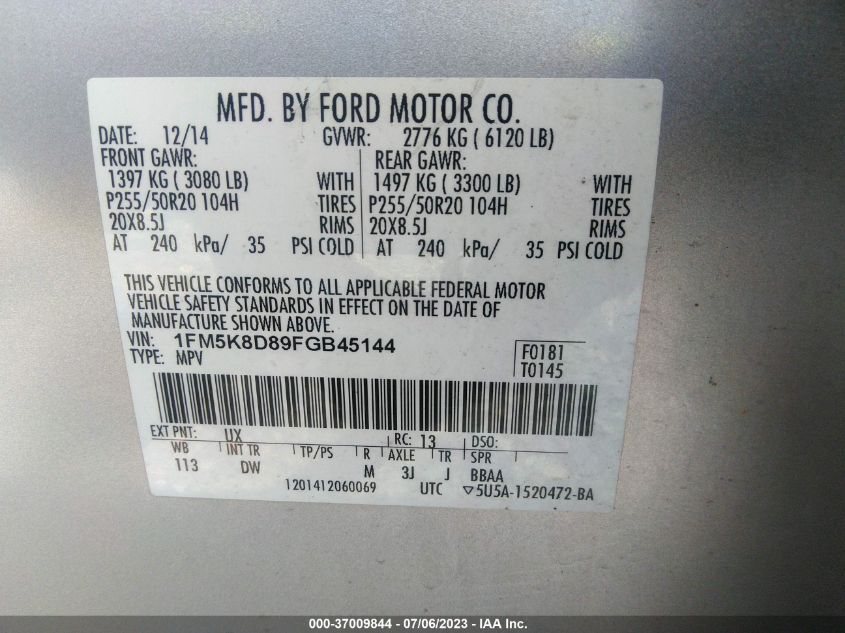 MFD. BY FORD MOTOR CO.
DATE: 12/14 GVWR: 2776 KG ( 6120 LB)
FRONT GAWR: REAR GAWR:
1397 KG ( 3080 LB) WITH 1497 KG ( 3300 LB) WITH
P255/50R20 104H TIRES P255/50R20 104H TIRES
20X8.5J RIMS 20X8.5J RIMS
AT 240 kPa/ 35 PSI COLD AT 240 kPa/ 35 PSI COLD
THIS VEHICLE CONFORMS TO ALL APPLICABLE FEDERAL MOTOR
VEHICLE SAFETY STANDARDS IN EFFECT ON THE DATE OF
MANUFACTURE SHOWN ABOVE.
VIN: 1FM5K8D89FGB45144 F0181
TYPE: MPV T0145
EXT PNT: UX RC: 13 DSO:
WB INT TR TP/PS R AXLE TR SPR
113 DW M 3J J BBAA
1201412060069 UTC ▽5U5A-1520472-BA
000-37009844 | 07/06/2023 - IAA Inc.